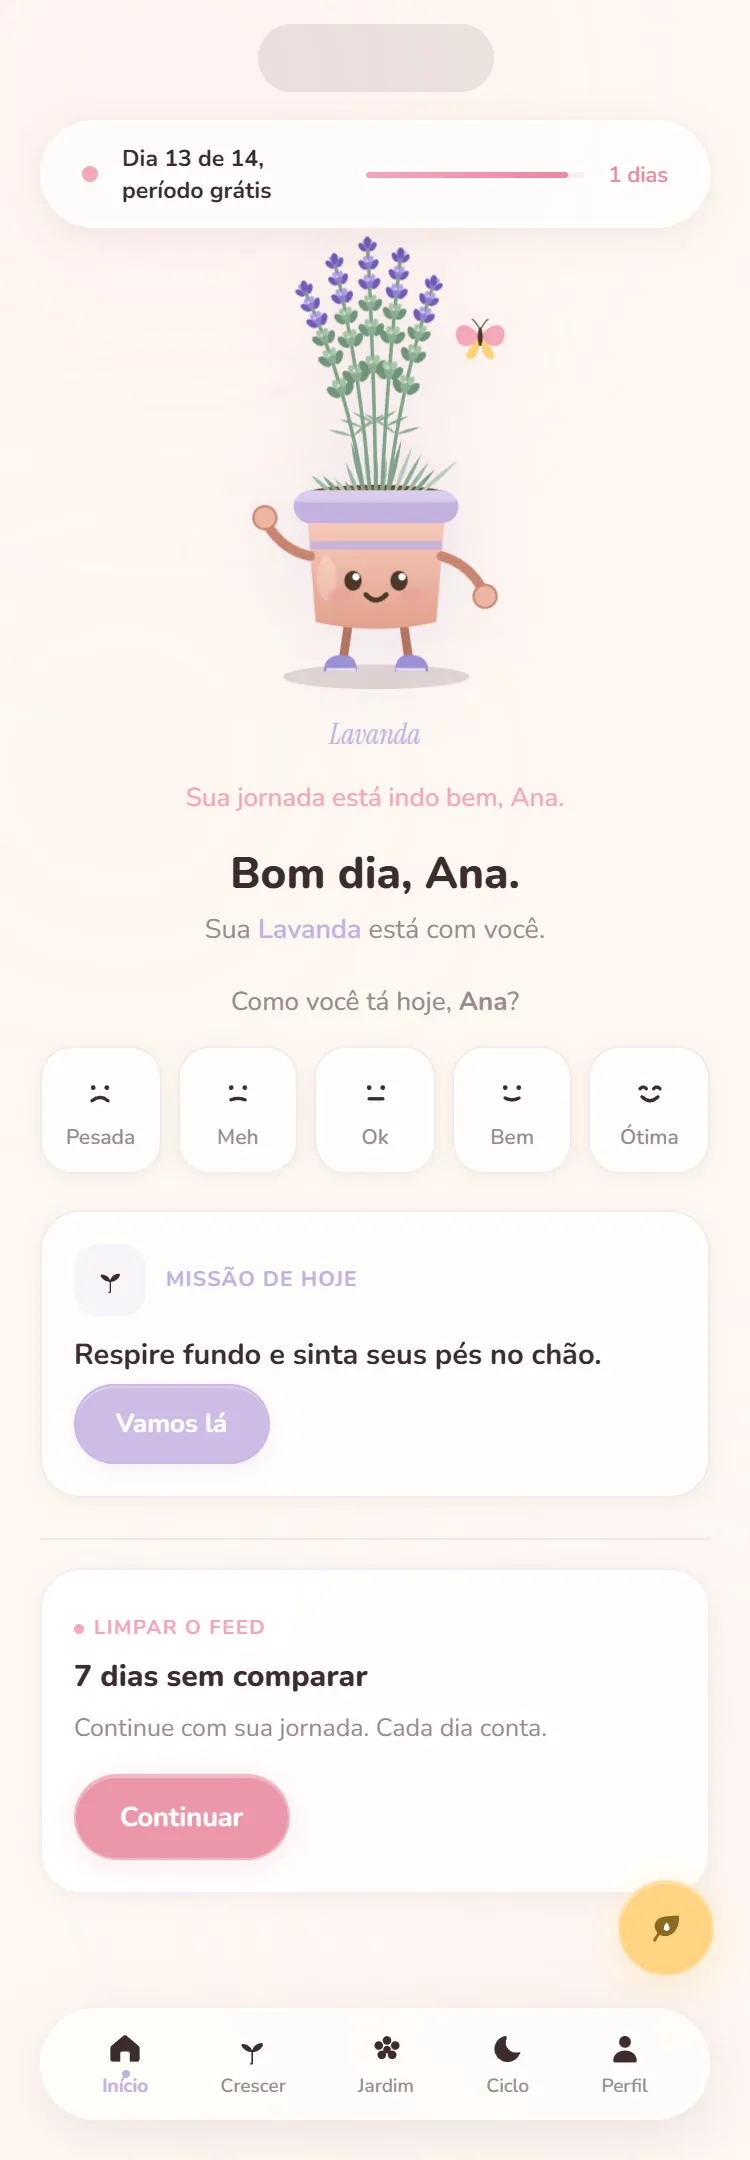 Dia 13 de 14,
período grátis
1 dias
Lavanda
Sua jornada está indo bem, Ana.
Bom dia, Ana.
Sua Lavanda está com você.
Como você tá hoje, Ana?
Pesada
Meh
Ok
Bem
Ótima
MISSÃO DE HOJE
Respire fundo e sinta seus pés no chão.
Vamos lá
LIMPAR O FEED
7 dias sem comparar
Continue com sua jornada. Cada dia conta.
Continuar
Início
Crescer
Jardim
Ciclo
Perfil